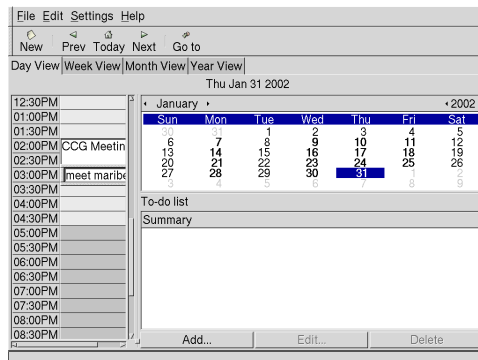 File Edit Settings Help
New Prev Today Next Go to
Day View Week View Month View Year View
Thu Jan 31 2002
12:30PM
01:00PM
01:30PM
02:00PM CCG Meetin
02:30PM
03:00PM meet maribe
03:30PM
04:00PM
04:30PM
05:00PM
05:30PM
06:00PM
06:30PM
07:00PM
07:30PM
08:00PM
08:30PM
January 2002
Sun Mon Tue Wed Thu Fri Sat
30 31 1 2 3 4 5
6 7 8 9 10 11 12
13 14 15 16 17 18 19
20 21 22 23 24 25 26
27 28 29 30 31 1 2
3 4 5 6 7 8 9
To-do list
Summary
Add... Edit... Delete